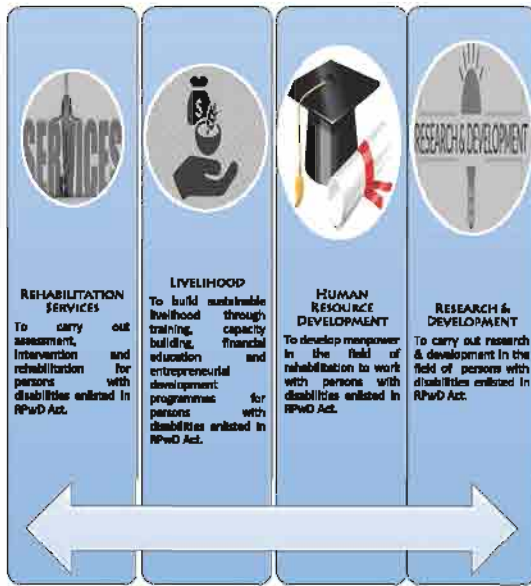 SERVICES
REHABILITATION
SERVICES
To carry out
assessment,
intervention and
rehabilitation for
persons with
disabilities enlisted in
RPwD Act.
$
LIVELIHOOD
To build sustainable
livelihood through
training, capacity
building, financial
education and
entrepreneurial
development
programmes for
persons with
disabilities enlisted in
RPwD Act.
HUMAN
RESOURCE
DEVELOPMENT
To develop manpower
in the field of
rehabilitation to work
with persons with
disabilities enlisted in
RPwD Act.
RESEARCH & DEVELOPMENT
RESEARCH &
DEVELOPMENT
To carry out research
& development in the
field of persons with
disabilities enlisted in
RPwD Act.